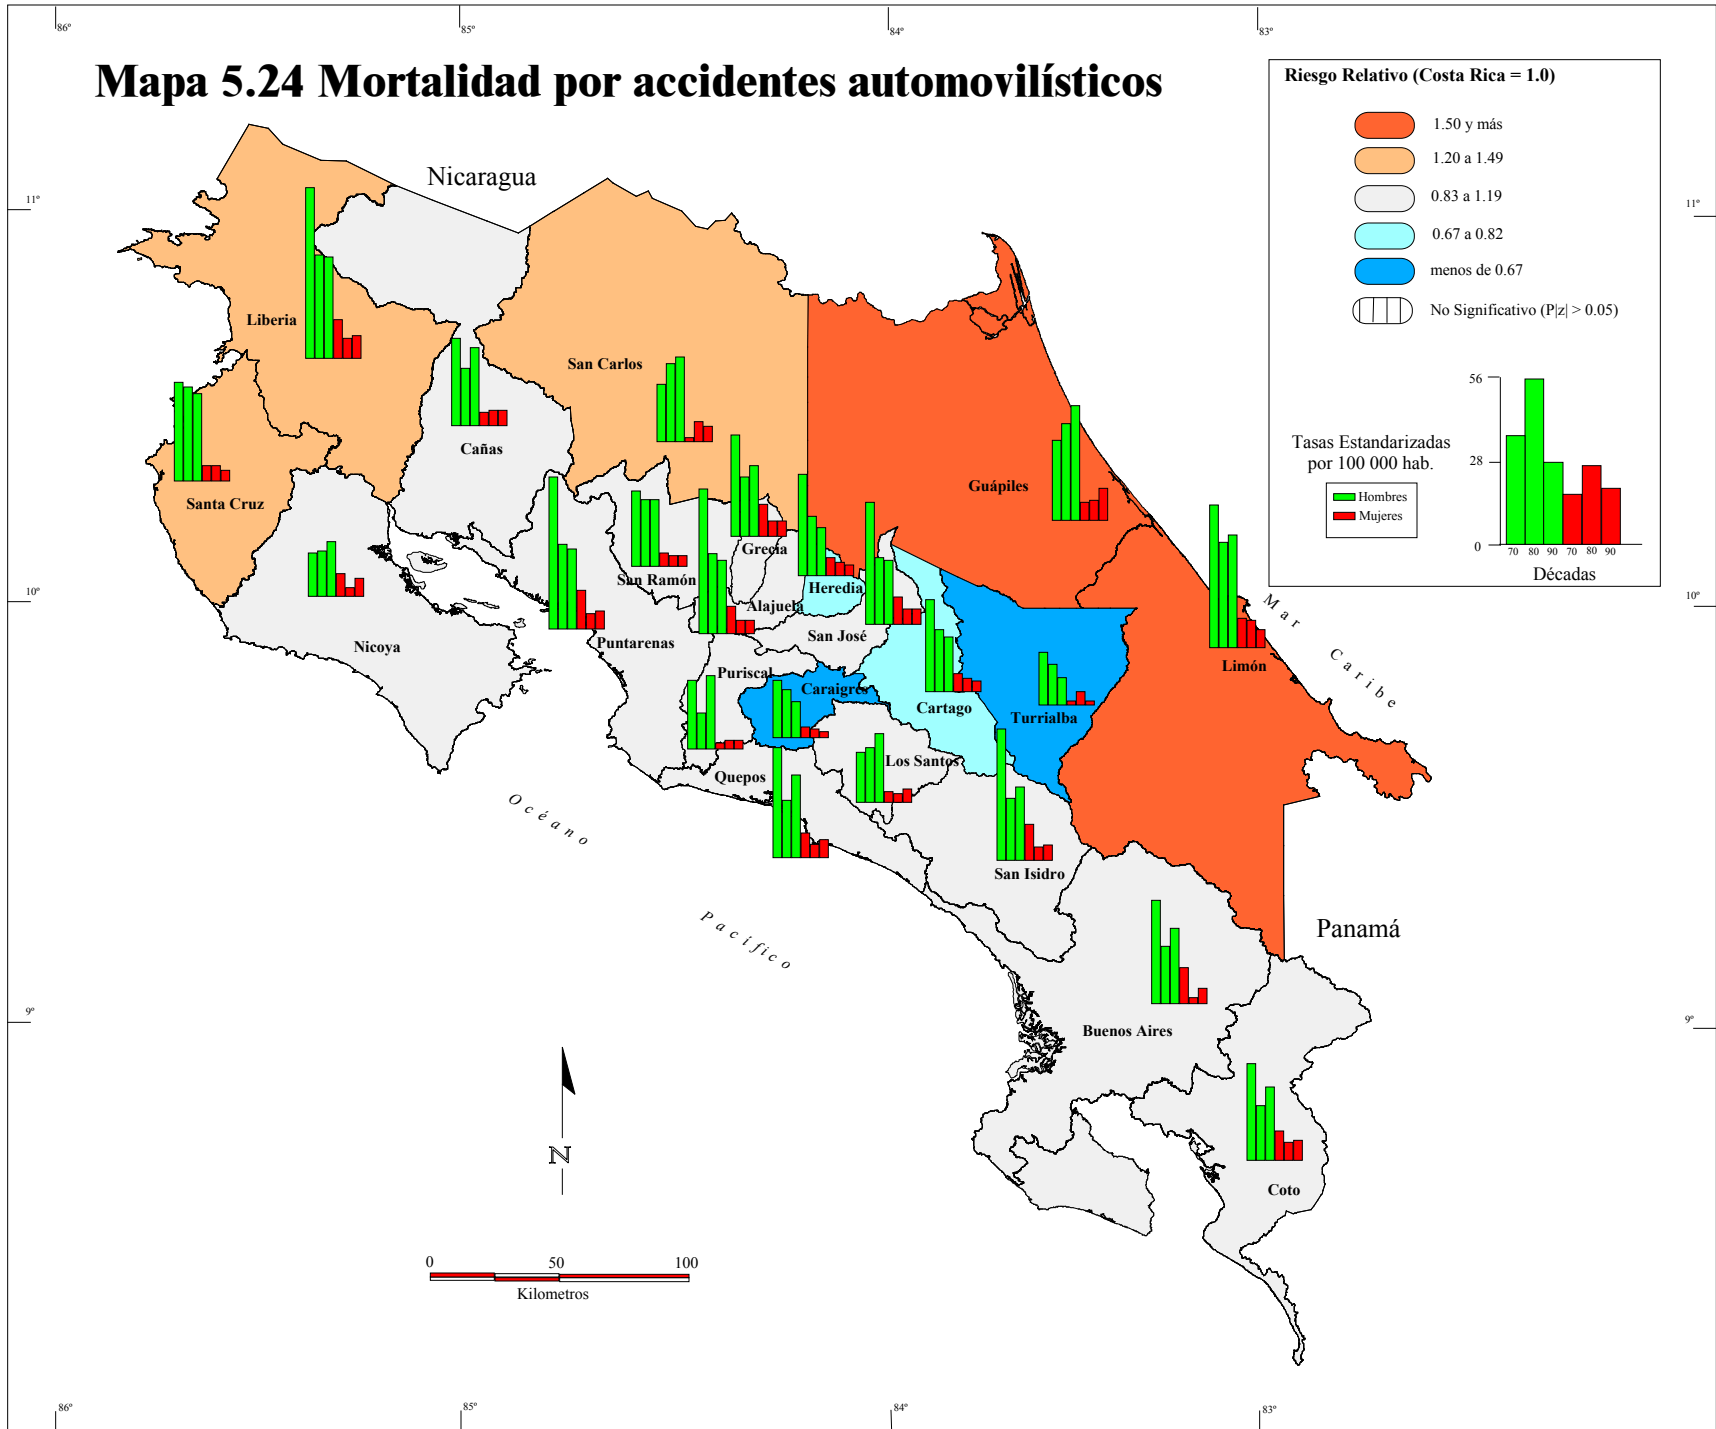 86°
85°
84°
83°
Mapa 5.24 Mortalidad por accidentes automovilísticos
Riesgo Relativo (Costa Rica = 1.0)
1.50 y más
1.20 a 1.49
0.83 a 1.19
0.67 a 0.82
menos de 0.67
No Significativo (P|z| > 0.05)
Tasas Estandarizadas
por 100 000 hab.
Hombres
Mujeres
56
28
0
70 80 90 70 80 90
Décadas
Nicaragua
11°
11°
Liberia
San Carlos
Cañas
Santa Cruz
Guápiles
Grecia
San Ramón
Heredia
Alajuela
10°
10°
Mar
Caribe
San José
Puntarenas
Nicoya
Limón
Puriscal
Caraigres
Cartago
Turrialba
Los Santos
Quepos
Océano
San Isidro
Pacífico
Panamá
9°
9°
Buenos Aires
N
Coto
0 50 100
Kilometros
86°
85°
84°
83°